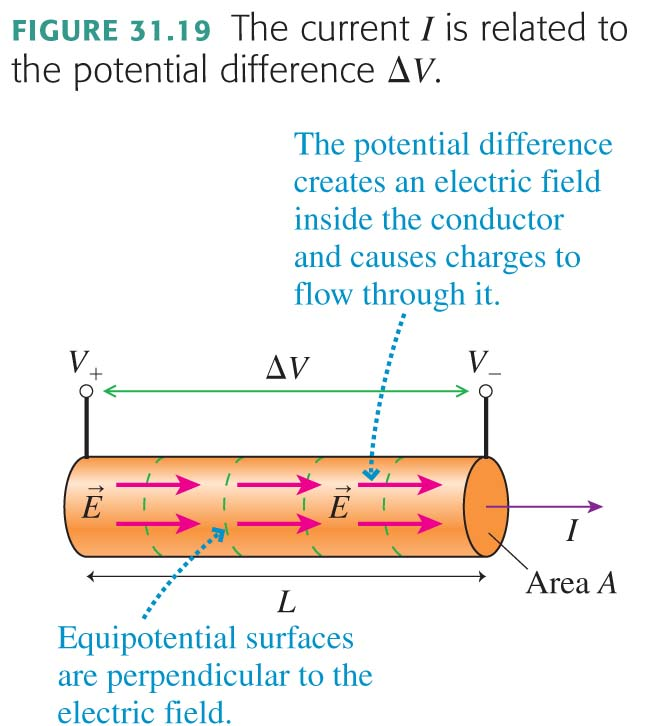 FIGURE 31.19 The current I is related to
the potential difference ΔV.
The potential difference
creates an electric field
inside the conductor
and causes charges to
flow through it.
V₊
ΔV
V₋
E⃗
E⃗
I
Area A
L
Equipotential surfaces
are perpendicular to the
electric field.